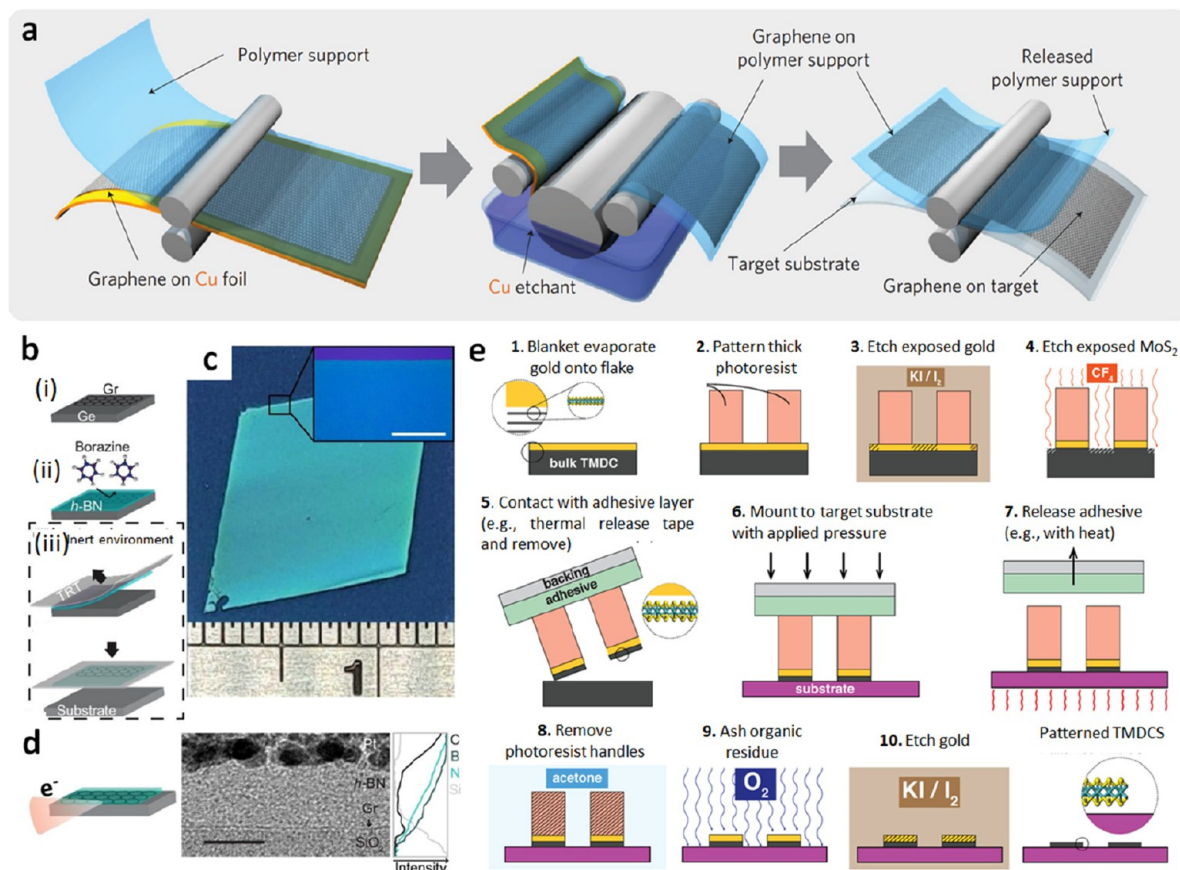 a
Polymer support
Graphene on Cu foil
Graphene on
polymer support
Cu etchant
Released
polymer support
Target substrate
Graphene on target
b
(i)
Gr
Ge
Borazine
(ii)
h-BN
(iii)
Inert environment
TRT
Substrate
c
1
d
e⁻
Pt
h-BN
Gr
SiO
C
B
N
Si
Intensity
e
1. Blanket evaporate
gold onto flake
bulk TMDC
2. Pattern thick
photoresist
3. Etch exposed gold
KI / I₂
4. Etch exposed MoS₂
CF₄
5. Contact with adhesive layer
(e.g., thermal release tape
and remove)
backing
adhesive
6. Mount to target substrate
with applied pressure
substrate
7. Release adhesive
(e.g., with heat)
8. Remove
photoresist handles
acetone
9. Ash organic
residue
O₂
10. Etch gold
KI / I₂
Patterned TMDCS